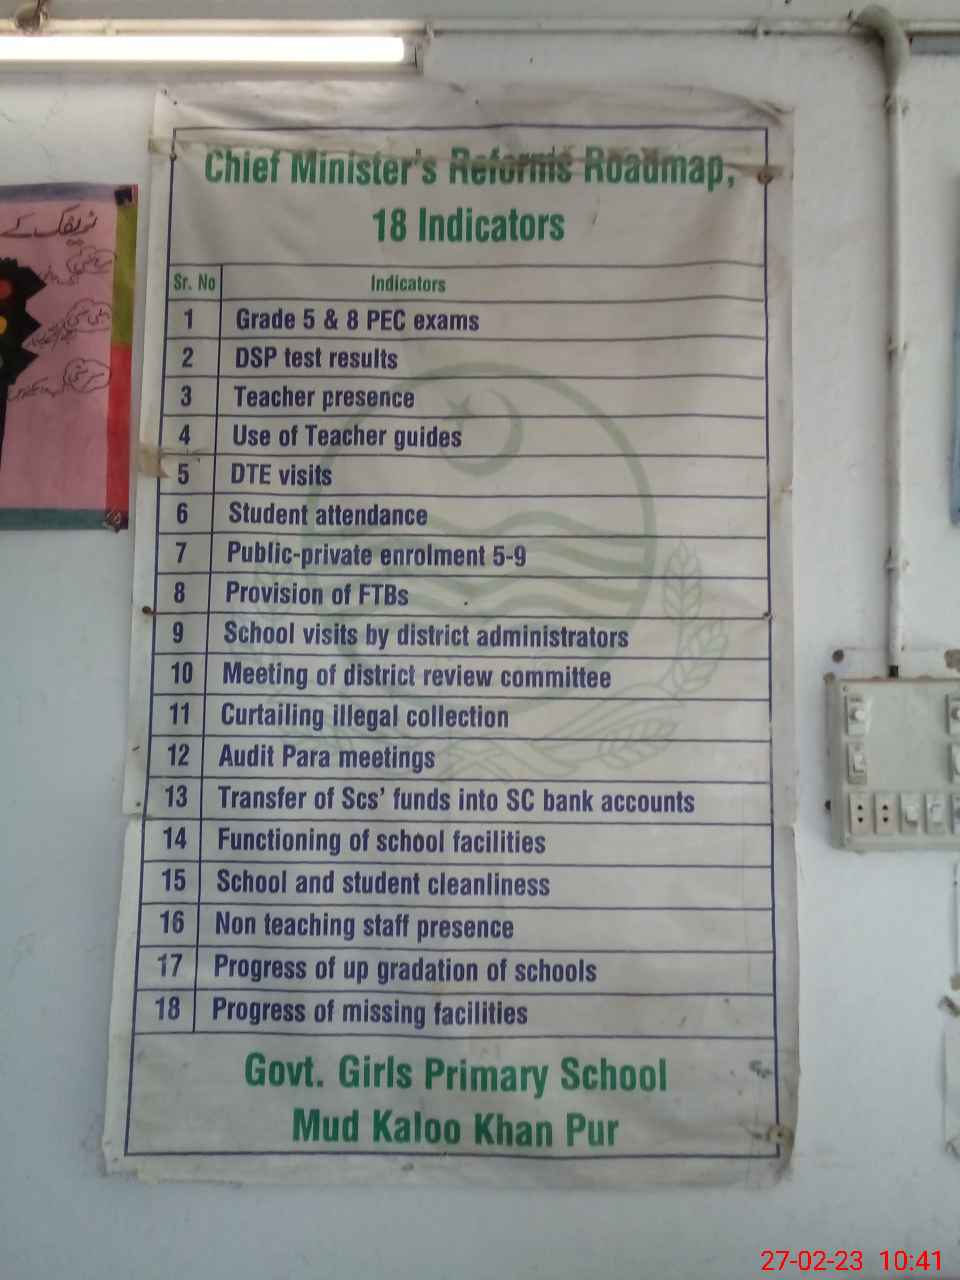 Chief Minister's Reforms Roadmap,
18 Indicators
Sr. No Indicators
1 Grade 5 & 8 PEC exams
2 DSP test results
3 Teacher presence
4 Use of Teacher guides
5 DTE visits
6 Student attendance
7 Public-private enrolment 5-9
8 Provision of FTBs
9 School visits by district administrators
10 Meeting of district review committee
11 Curtailing illegal collection
12 Audit Para meetings
13 Transfer of Scs' funds into SC bank accounts
14 Functioning of school facilities
15 School and student cleanliness
16 Non teaching staff presence
17 Progress of up gradation of schools
18 Progress of missing facilities
Govt. Girls Primary School
Mud Kaloo Khan Pur
ٹریفک کے
27-02-23 10:41